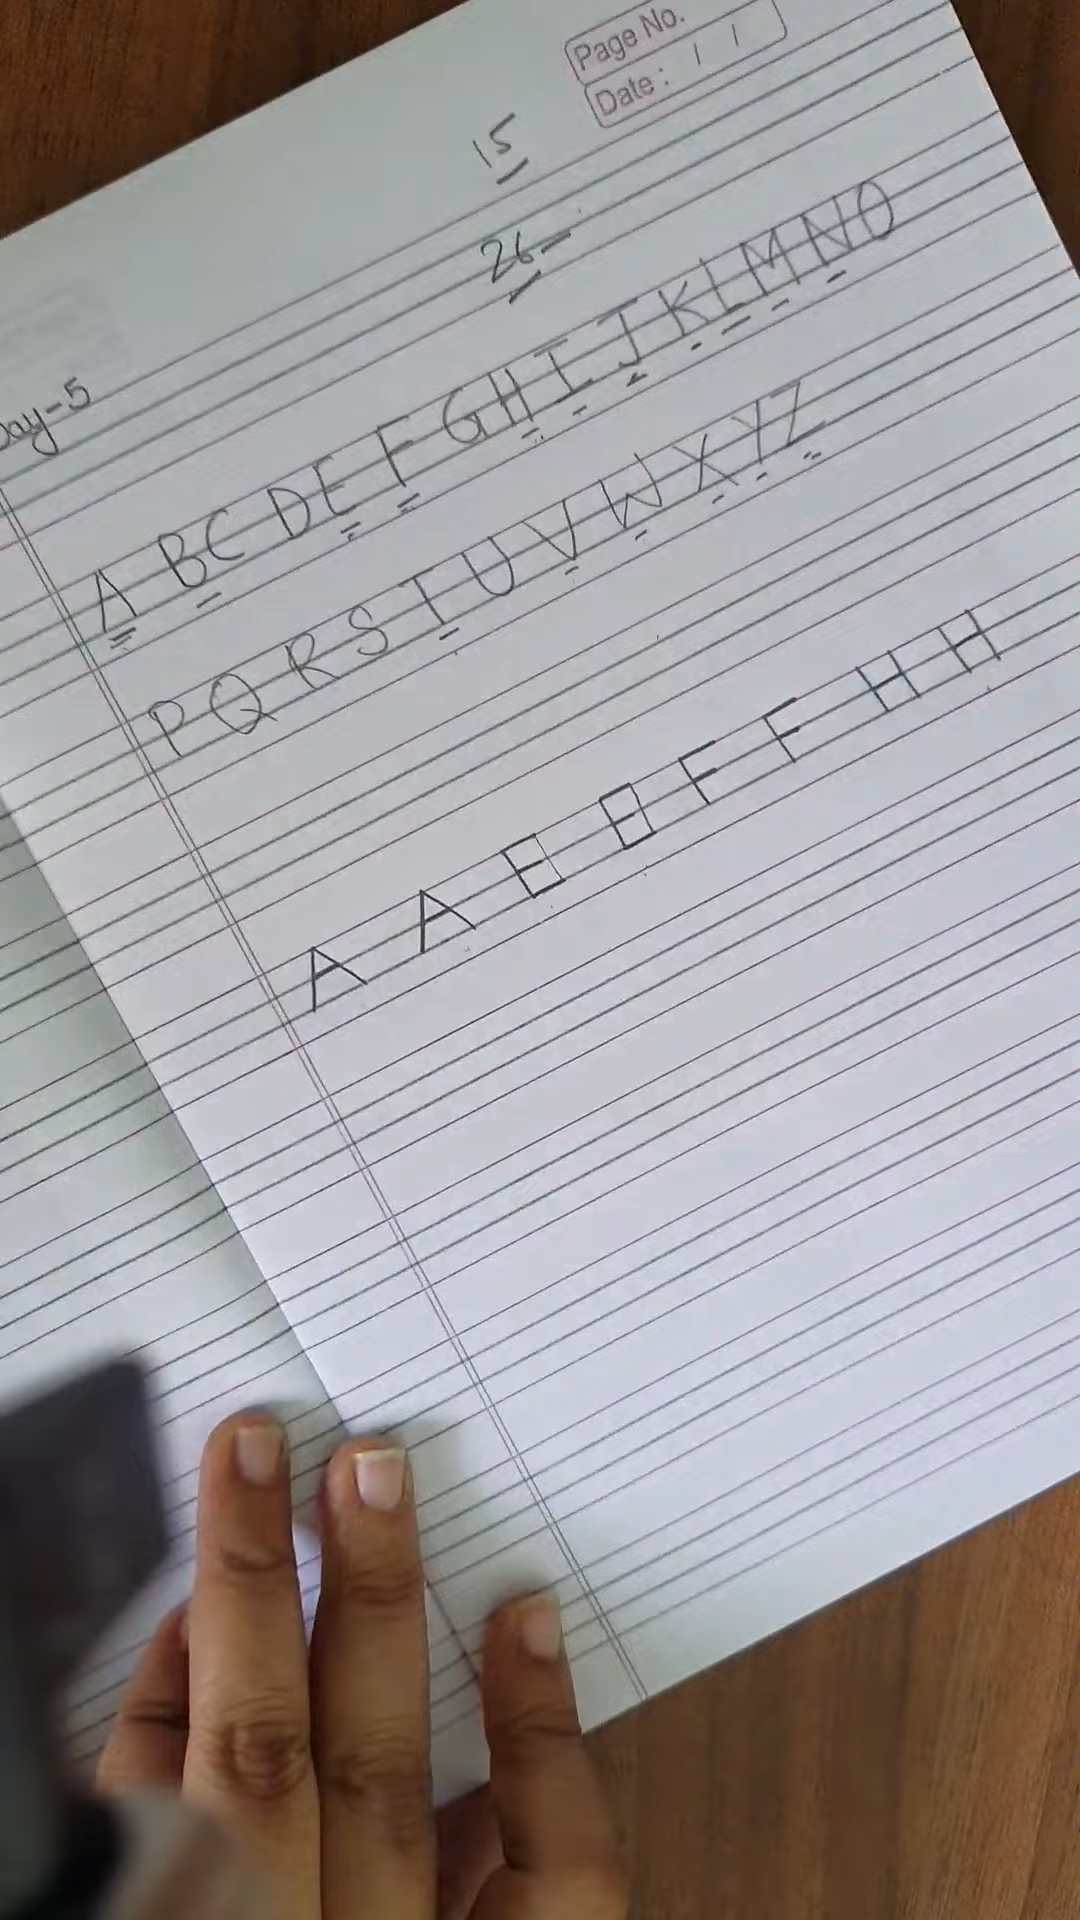 Page No.
Date : / /
15
26
Day-5
A B C D E F G H I J K L M N O
P Q R S T U V W X Y Z
A A E E F F H H